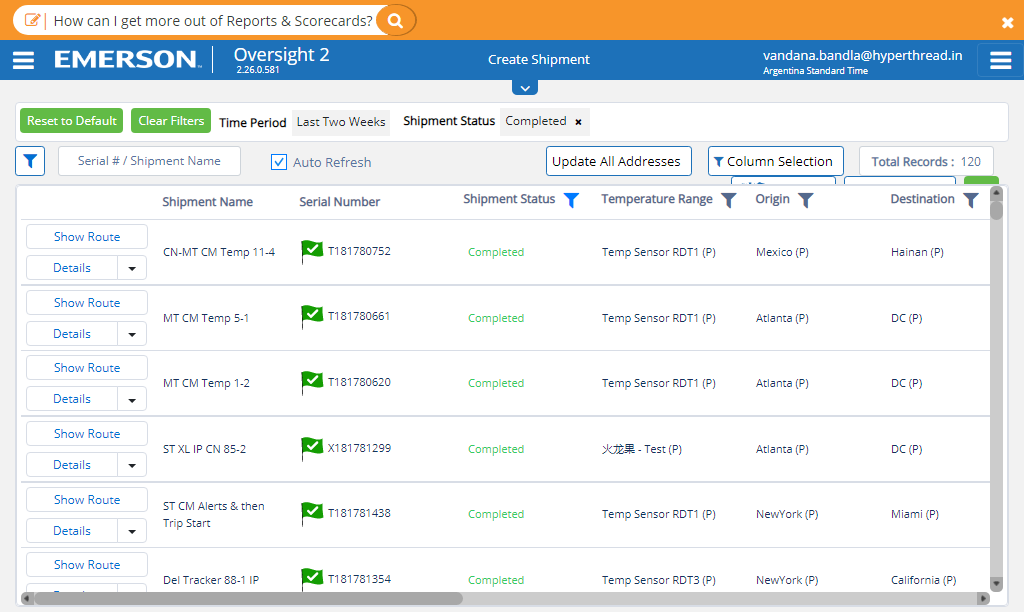 How can I get more out of Reports & Scorecards?
EMERSON
Oversight 2
2.26.0.581
Create Shipment
vandana.bandla@hyperthread.in
Argentina Standard Time
Reset to Default Clear Filters Time Period Last Two Weeks Shipment Status Completed ×
Serial # / Shipment Name Auto Refresh Update All Addresses Column Selection Total Records : 120
Shipment Name Serial Number Shipment Status Temperature Range Origin Destination
Show Route
Details
CN-MT CM Temp 11-4 T181780752 Completed Temp Sensor RDT1 (P) Mexico (P) Hainan (P)
Show Route
Details
MT CM Temp 5-1 T181780661 Completed Temp Sensor RDT1 (P) Atlanta (P) DC (P)
Show Route
Details
MT CM Temp 1-2 T181780620 Completed Temp Sensor RDT1 (P) Atlanta (P) DC (P)
Show Route
Details
ST XL IP CN 85-2 X181781299 Completed 火龙果 - Test (P) Atlanta (P) DC (P)
Show Route
Details
ST CM Alerts & then
Trip Start
T181781438 Completed Temp Sensor RDT1 (P) NewYork (P) Miami (P)
Show Route
Del Tracker 88-1 IP T181781354 Completed Temp Sensor RDT3 (P) NewYork (P) California (P)